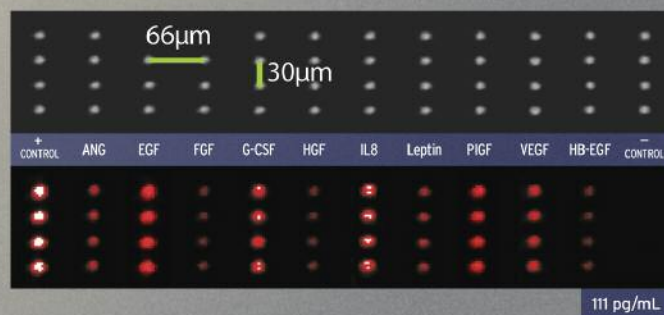 66µm
30µm
+ CONTROL ANG EGF FGF G-CSF HGF IL8 Leptin PIGF VEGF HB-EGF − CONTROL
111 pg/mL